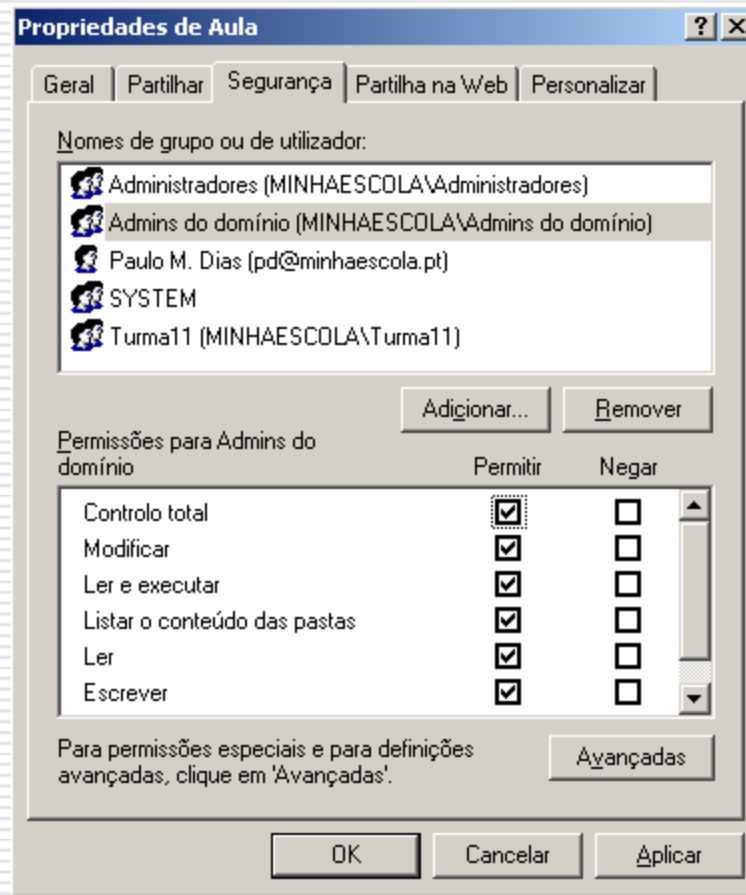 Propriedades de Aula
Geral Partilhar Segurança Partilha na Web Personalizar
Nomes de grupo ou de utilizador:
Administradores (MINHAESCOLA\Administradores)
Admins do domínio (MINHAESCOLA\Admins do domínio)
Paulo M. Dias (pd@minhaescola.pt)
SYSTEM
Turma11 (MINHAESCOLA\Turma11)
Adicionar... Remover
Permissões para Admins do
domínio Permitir Negar
Controlo total
Modificar
Ler e executar
Listar o conteúdo das pastas
Ler
Escrever
Para permissões especiais e para definições
avançadas, clique em 'Avançadas'.
Avançadas
OK Cancelar Aplicar